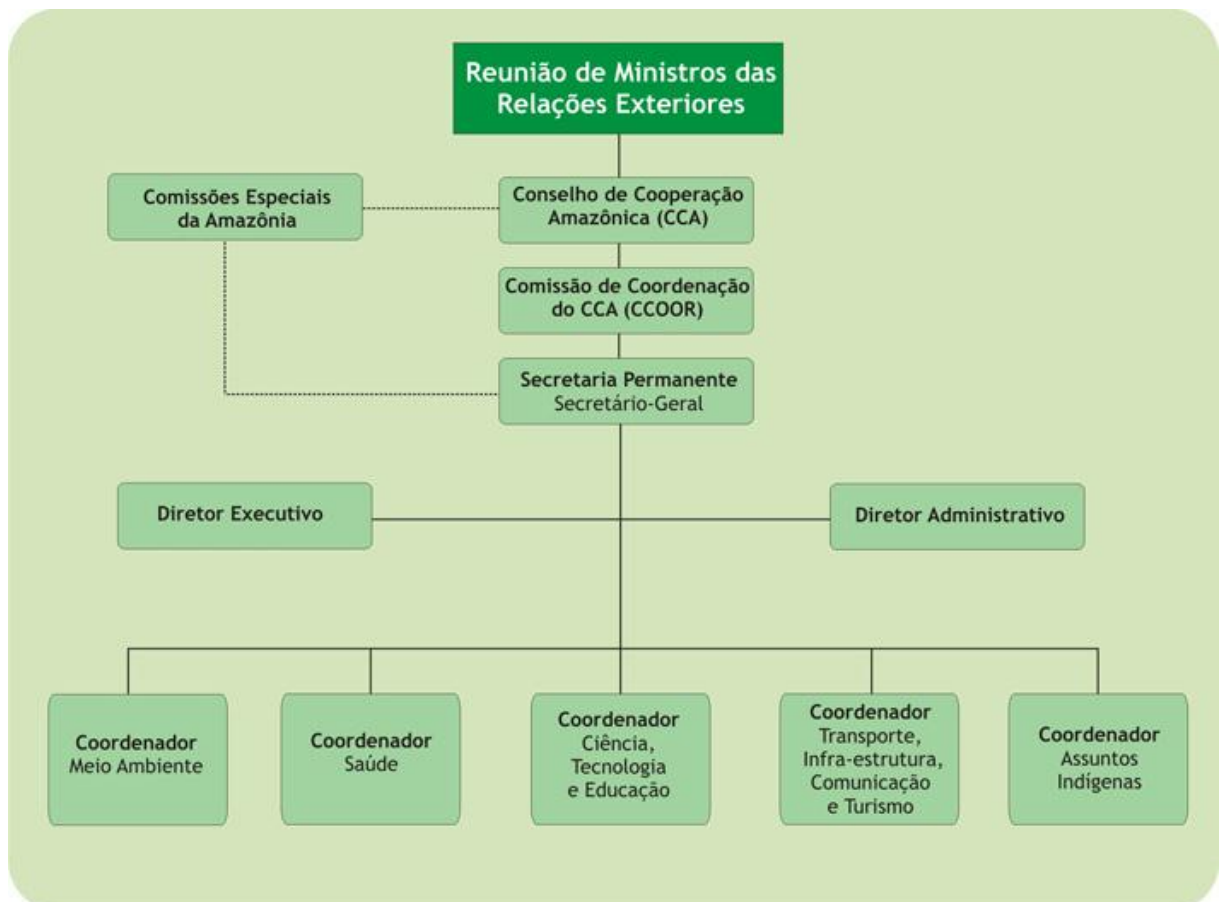 Reunião de Ministros das
Relações Exteriores
Comissões Especiais
da Amazônia
Conselho de Cooperação
Amazônica (CCA)
Comissão de Coordenação
do CCA (CCOOR)
Secretaria Permanente
Secretário-Geral
Diretor Executivo
Diretor Administrativo
Coordenador
Meio Ambiente
Coordenador
Saúde
Coordenador
Ciência,
Tecnologia
e Educação
Coordenador
Transporte,
Infra-estrutura,
Comunicação
e Turismo
Coordenador
Assuntos
Indígenas